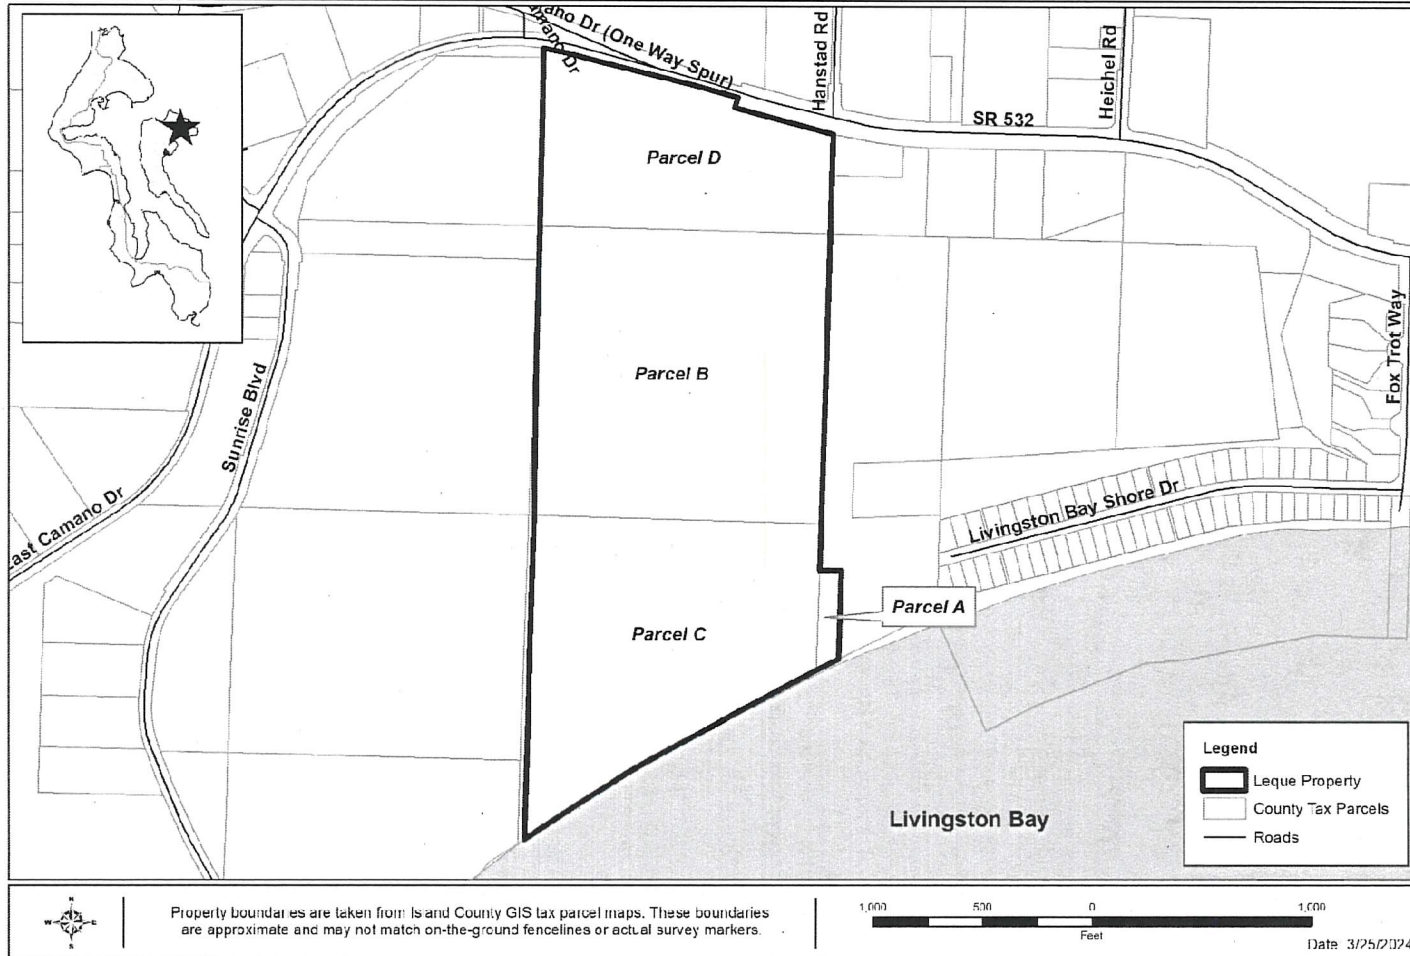 ano Dr (One Way Spur)
mano Dr
Hanstad Rd
Heichel Rd
SR 532
Parcel D
Parcel B
Sunrise Blvd
Fox Trot Way
East Camano Dr
Livingston Bay Shore Dr
Parcel A
Parcel C
Livingston Bay
Legend
Leque Property
County Tax Parcels
Roads
N
W E
S
Property boundaries are taken from Island County GIS tax parcel maps. These boundaries
are approximate and may not match on-the-ground fencelines or actual survey markers.
1,000 500 0 1,000
Feet
Date 3/25/2024